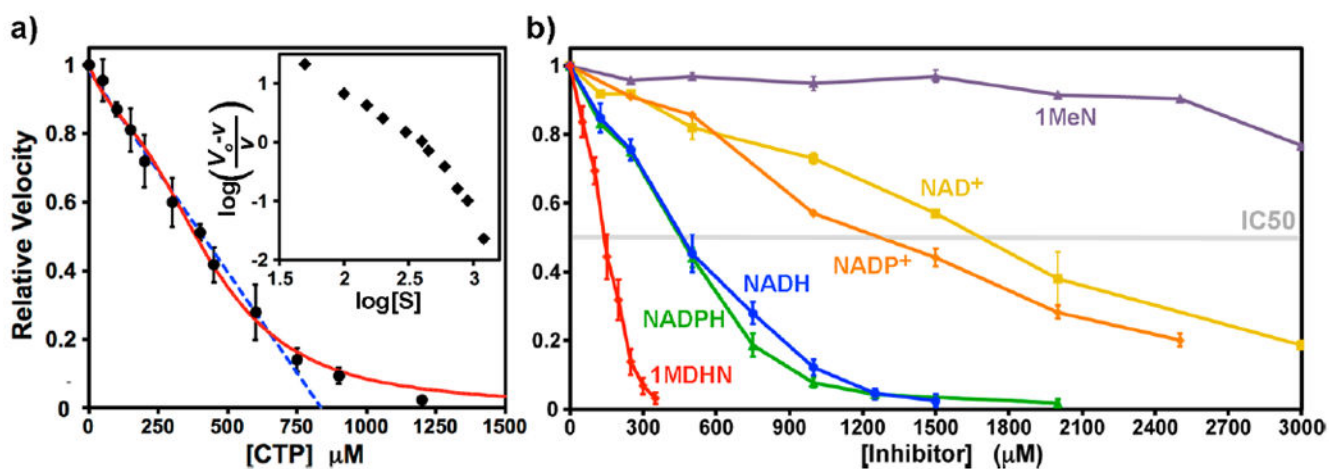 a)
Relative Velocity
1
0.8
0.6
0.4
0.2
0
0 250 500 750 1000 1250 1500
[CTP] μM
log(Vo-v/v)
1
0
-1
-2
1.5 2 2.5 3
log[S]
b)
1
0.8
0.6
0.4
0.2
0
1MeN
NAD+
IC50
NADP+
NADH
NADPH
1MDHN
0 300 600 900 1200 1500 1800 2100 2400 2700 3000
[Inhibitor] (μM)